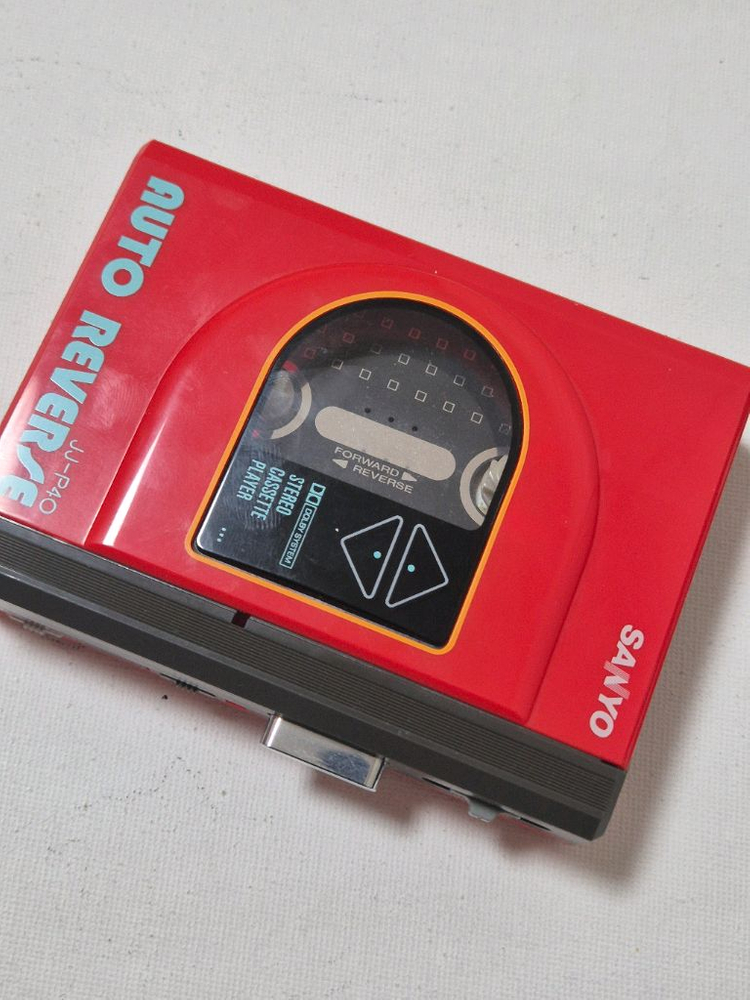 AUTO REVERSE
JJ-P40
FORWARD
REVERSE
STEREO
CASSETTE
PLAYER
DOLBY SYSTEM
SANYO